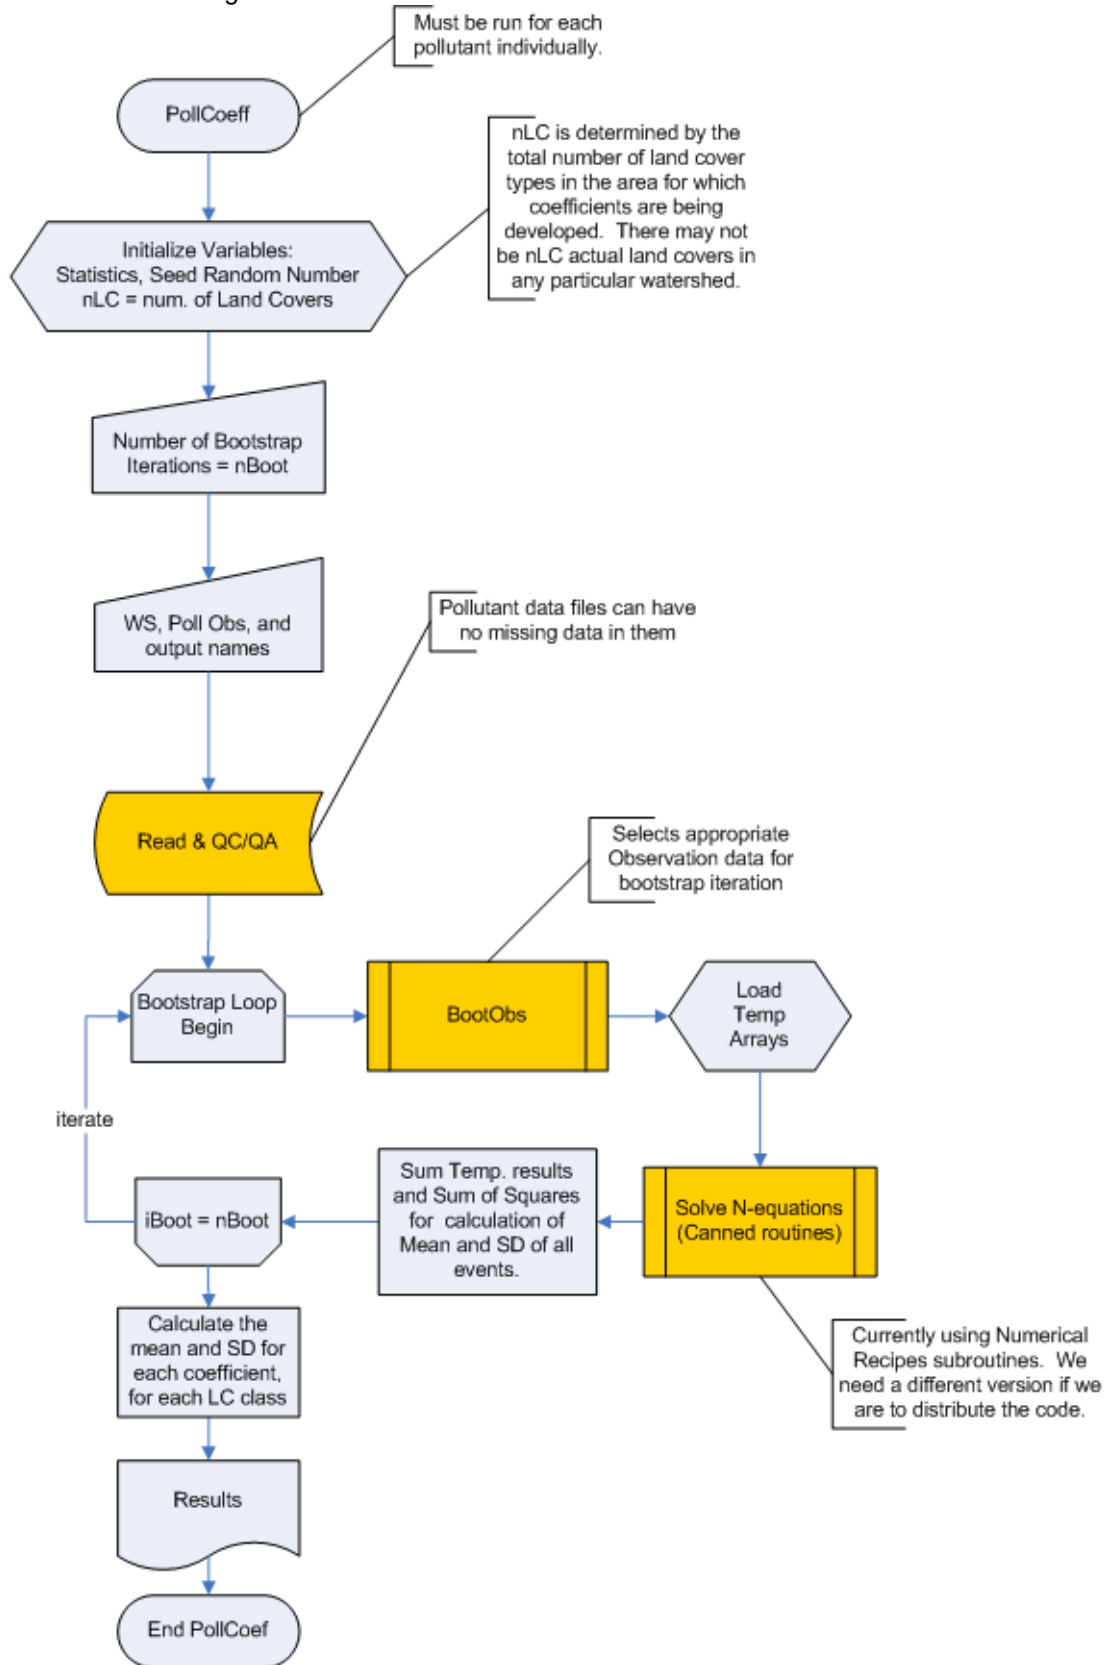 Must be run for each
pollutant individually.
PollCoeff
nLC is determined by the
total number of land cover
types in the area for which
coefficients are being
developed. There may not
be nLC actual land covers in
any particular watershed.
Initialize Variables:
Statistics, Seed Random Number
nLC = num. of Land Covers
Number of Bootstrap
Iterations = nBoot
WS, Poll Obs, and
output names
Pollutant data files can have
no missing data in them
Read & QC/QA
Selects appropriate
Observation data for
bootstrap iteration
Bootstrap Loop
Begin
BootObs
Load
Temp
Arrays
iterate
iBoot = nBoot
Sum Temp. results
and Sum of Squares
for calculation of
Mean and SD of all
events.
Solve N-equations
(Canned routines)
Calculate the
mean and SD for
each coefficient,
for each LC class
Currently using Numerical
Recipes subroutines. We
need a different version if we
are to distribute the code.
Results
End PollCoef